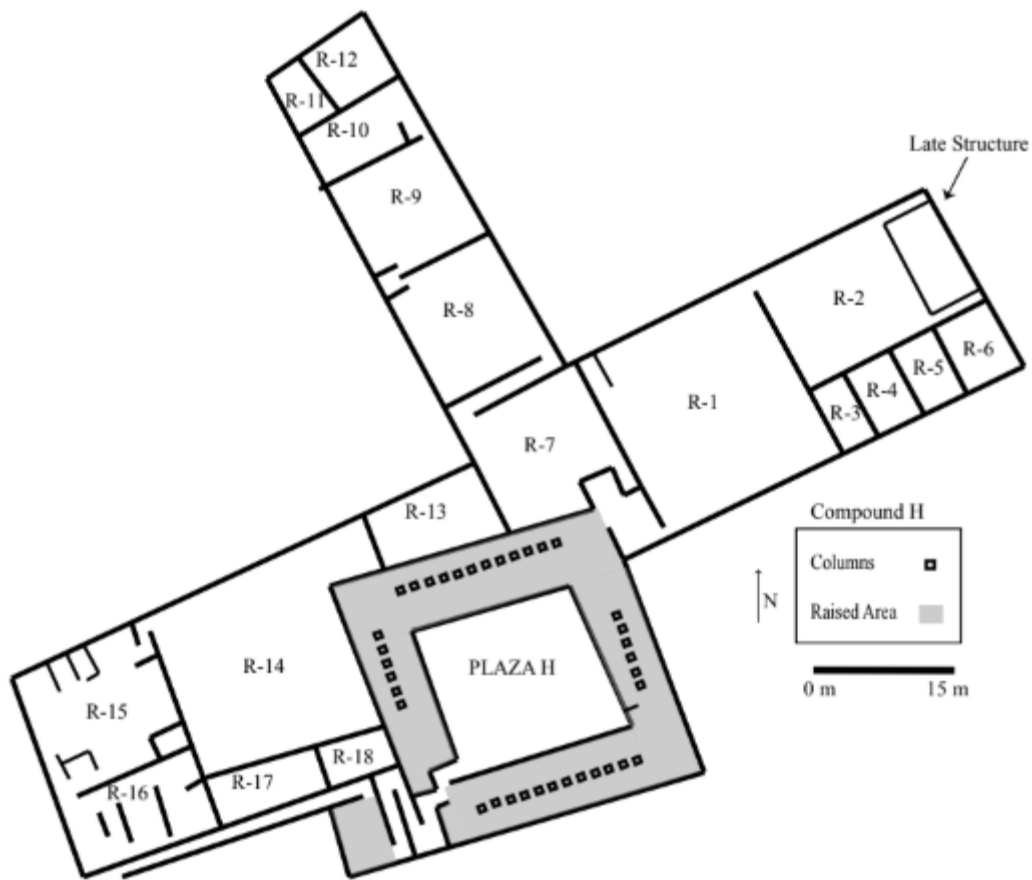 R-12
R-11
R-10
Late Structure
R-9
R-2
R-8
R-6
R-5
R-4
R-3
R-1
R-7
R-13
Compound H
Columns
Raised Area
N
0 m 15 m
R-14
PLAZA H
R-15
R-18
R-17
R-16